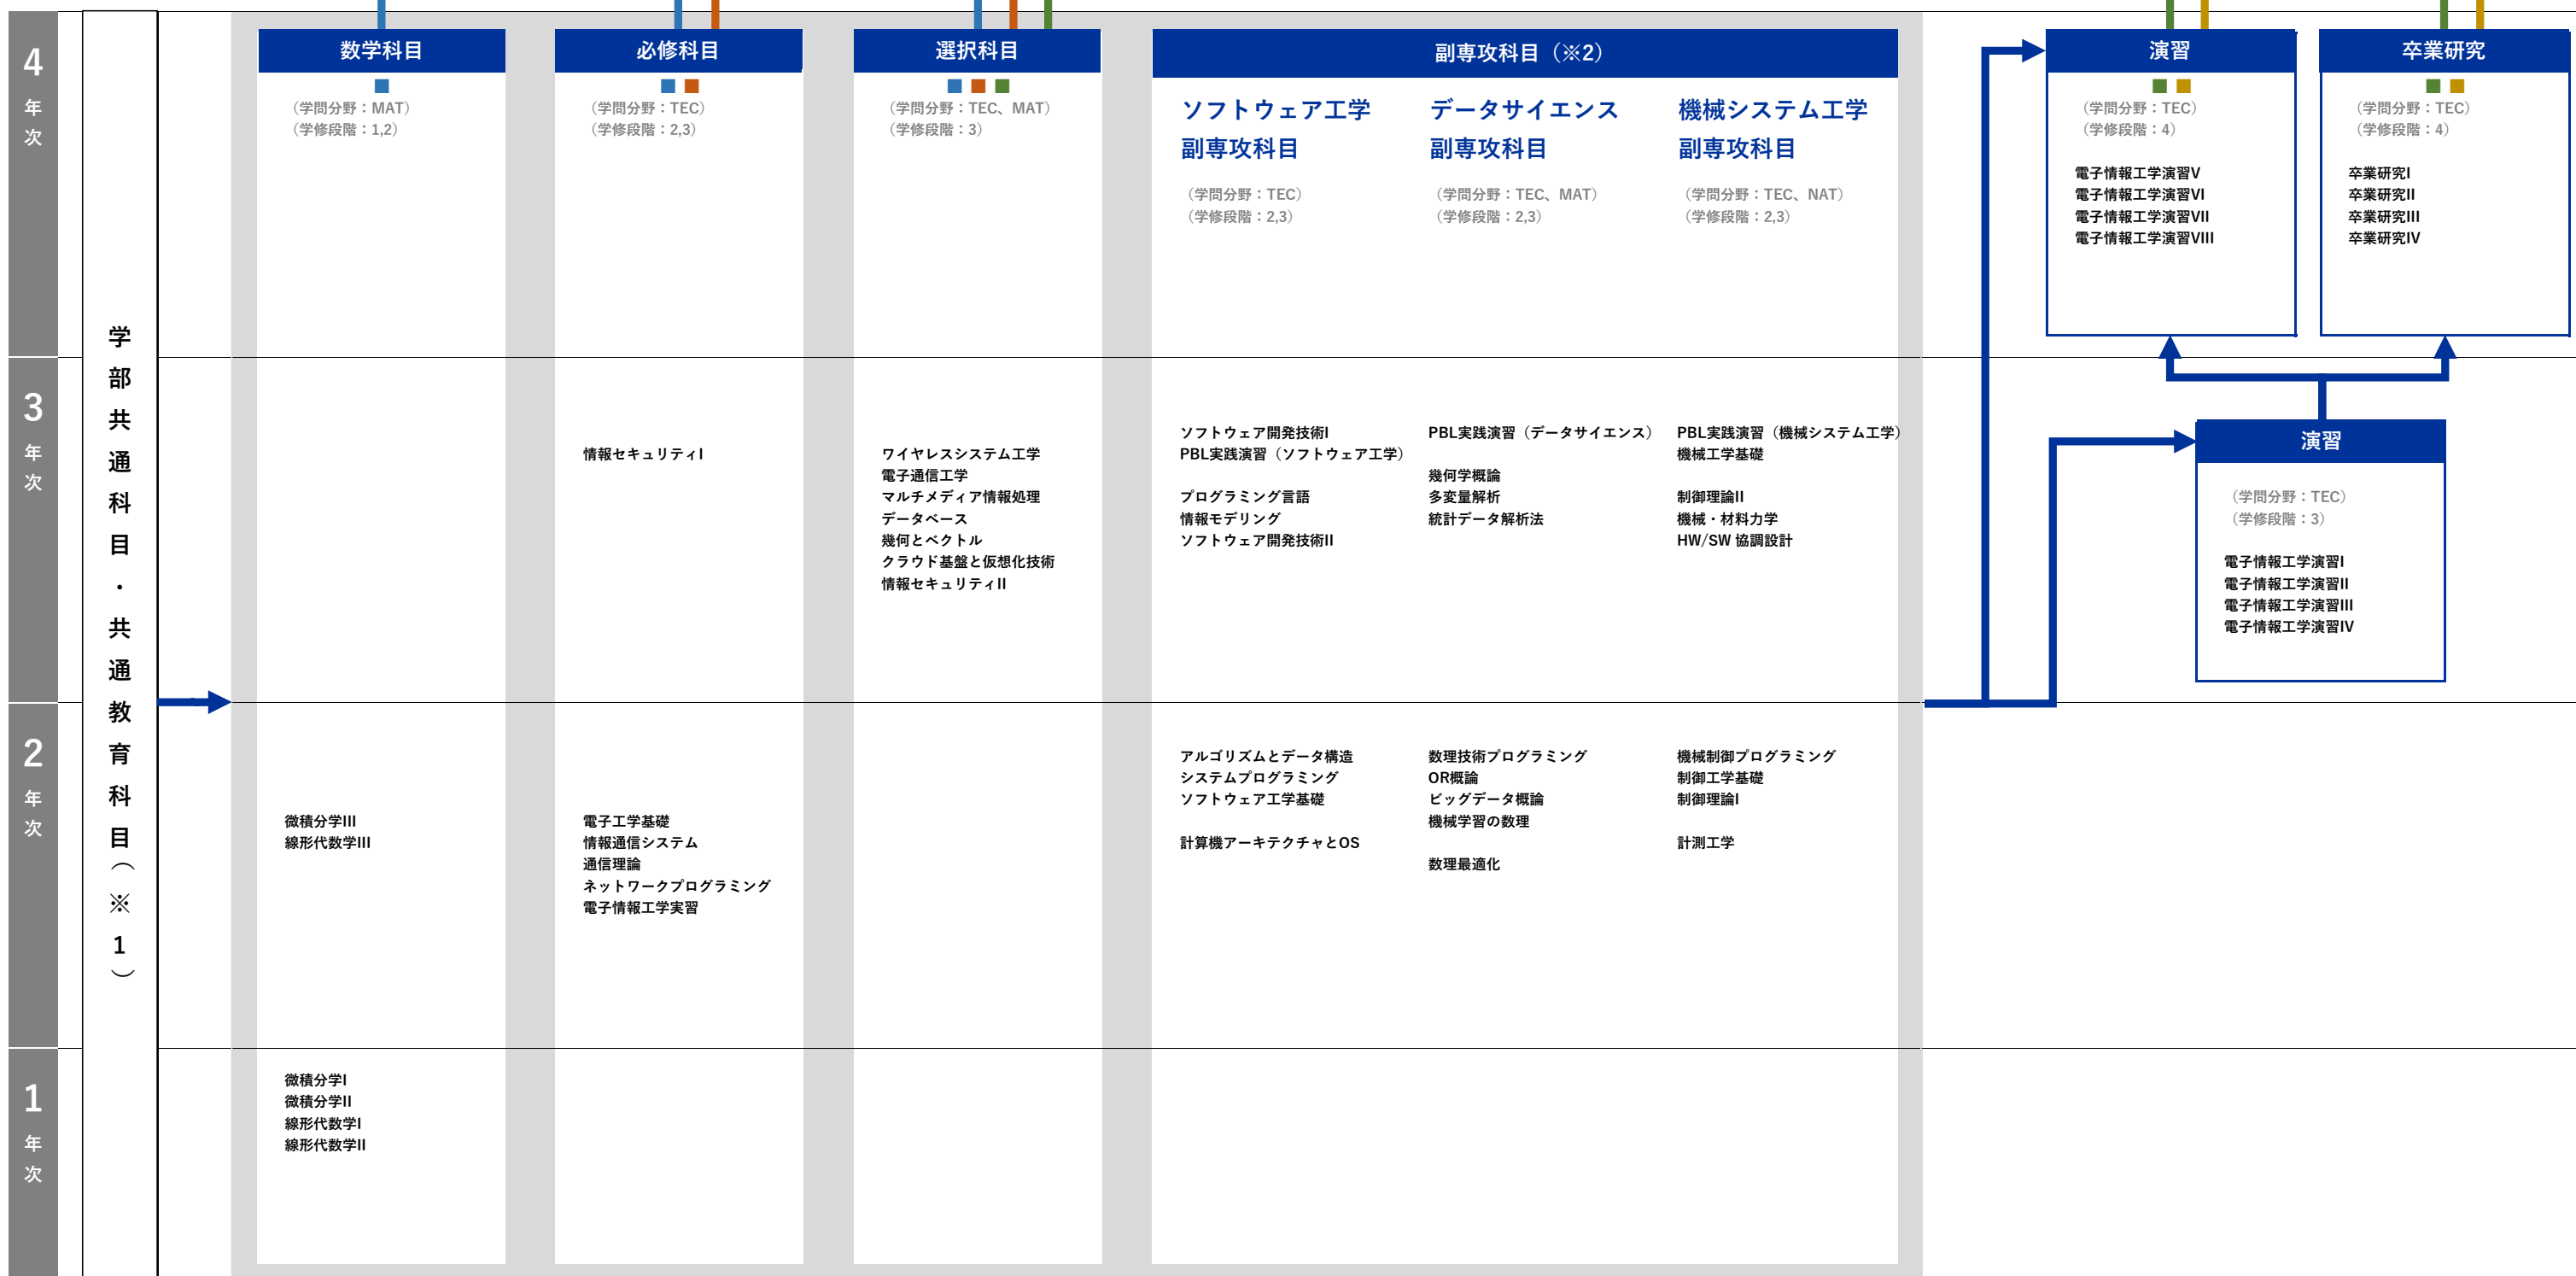 4年次
3年次
2年次
1年次
学部共通科目・共通教育科目（※1）
数学科目
（学問分野：MAT）
（学修段階：1,2）
微積分学III
線形代数学III
微積分学I
微積分学II
線形代数学I
線形代数学II
必修科目
（学問分野：TEC）
（学修段階：2,3）
情報セキュリティI
電子工学基礎
情報通信システム
通信理論
ネットワークプログラミング
電子情報工学実習
選択科目
（学問分野：TEC、MAT）
（学修段階：3）
ワイヤレスシステム工学
電子通信工学
マルチメディア情報処理
データベース
幾何とベクトル
クラウド基盤と仮想化技術
情報セキュリティII
副専攻科目（※2）
ソフトウェア工学
副専攻科目
（学問分野：TEC）
（学修段階：2,3）
ソフトウェア開発技術I
PBL実践演習（ソフトウェア工学）
プログラミング言語
情報モデリング
ソフトウェア開発技術II
アルゴリズムとデータ構造
システムプログラミング
ソフトウェア工学基礎
計算機アーキテクチャとOS
データサイエンス
副専攻科目
（学問分野：TEC、MAT）
（学修段階：2,3）
PBL実践演習（データサイエンス）
幾何学概論
多変量解析
統計データ解析法
数理技術プログラミング
OR概論
ビッグデータ概論
機械学習の数理
数理最適化
機械システム工学
副専攻科目
（学問分野：TEC、NAT）
（学修段階：2,3）
PBL実践演習（機械システム工学）
機械工学基礎
制御理論II
機械・材料力学
HW/SW 協調設計
機械制御プログラミング
制御工学基礎
制御理論I
計測工学
演習
（学問分野：TEC）
（学修段階：4）
電子情報工学演習V
電子情報工学演習VI
電子情報工学演習VII
電子情報工学演習VIII
卒業研究
（学問分野：TEC）
（学修段階：4）
卒業研究I
卒業研究II
卒業研究III
卒業研究IV
演習
（学問分野：TEC）
（学修段階：3）
電子情報工学演習I
電子情報工学演習II
電子情報工学演習III
電子情報工学演習IV